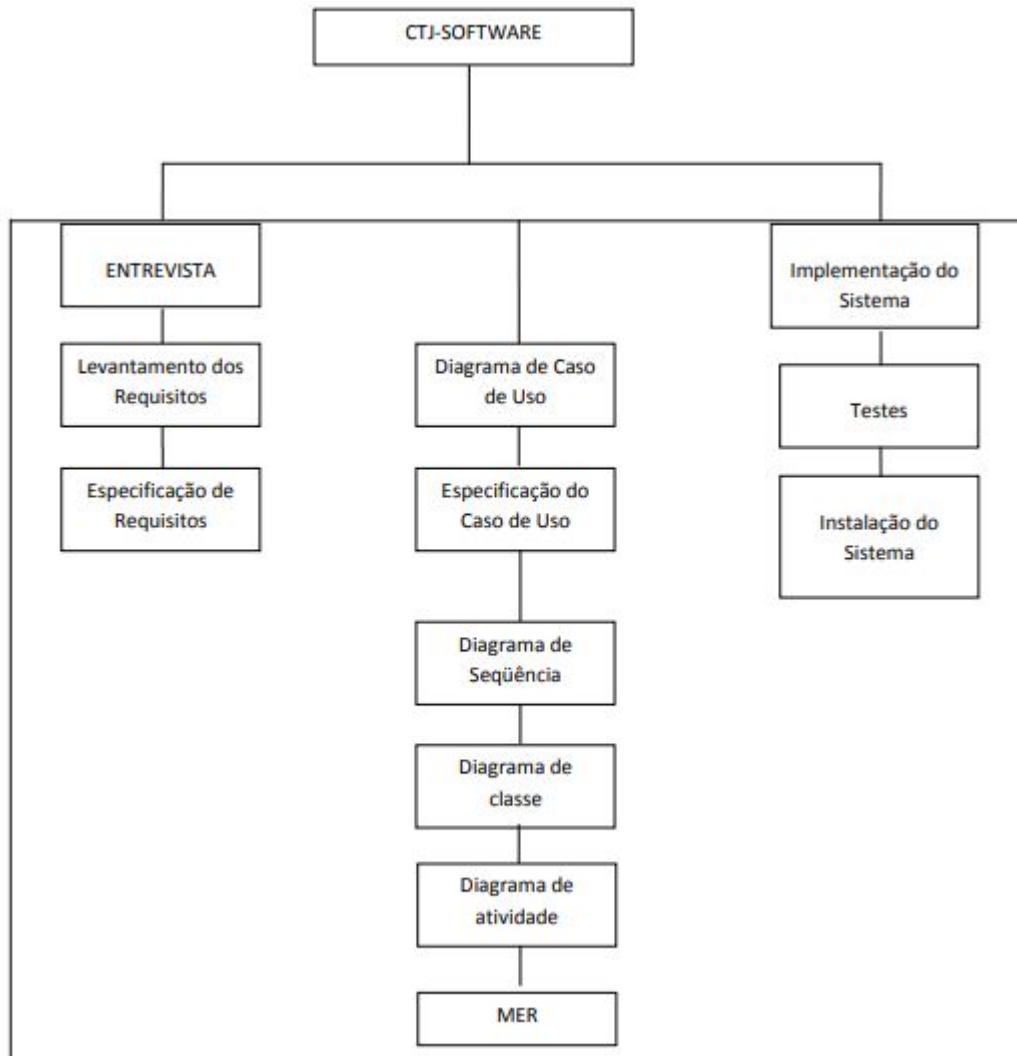 CTJ-SOFTWARE
ENTREVISTA
Levantamento dos
Requisitos
Especificação de
Requisitos
Diagrama de Caso
de Uso
Especificação do
Caso de Uso
Diagrama de
Seqüência
Diagrama de
classe
Diagrama de
atividade
MER
Implementação do
Sistema
Testes
Instalação do
Sistema